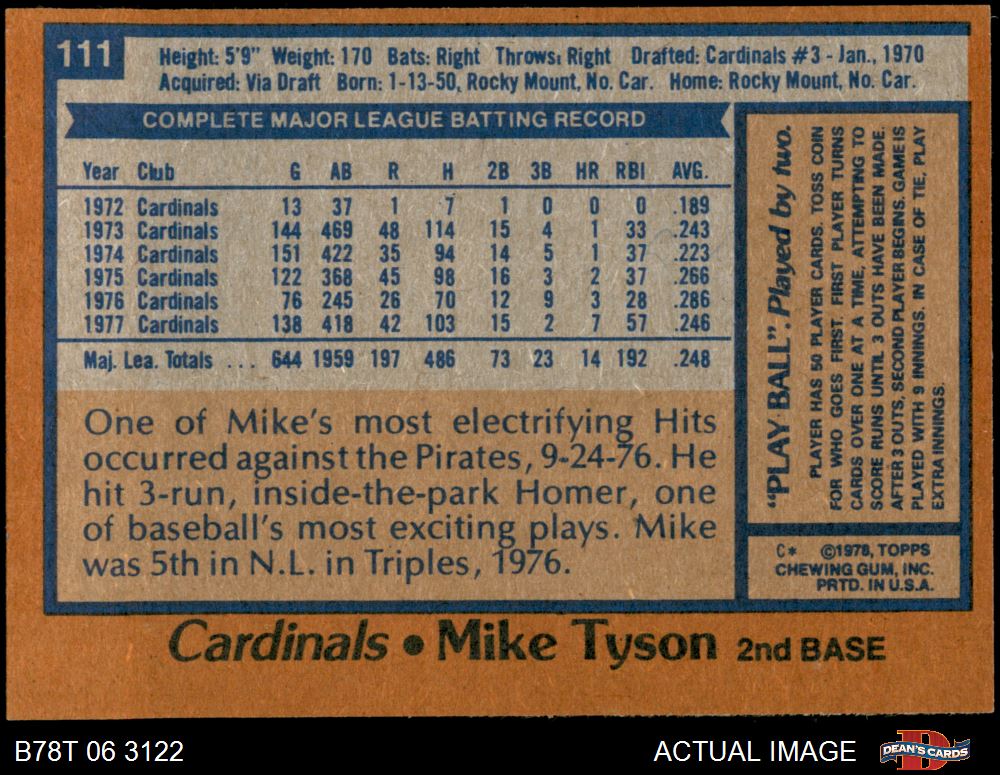 111
Height: 5'9" Weight: 170 Bats: Right Throws: Right Drafted: Cardinals #3 - Jan., 1970
Acquired: Via Draft Born: 1-13-50, Rocky Mount, No. Car. Home: Rocky Mount, No. Car.
COMPLETE MAJOR LEAGUE BATTING RECORD
Year Club G AB R H 2B 3B HR RBI AVG.
1972 Cardinals 13 37 1 7 1 0 0 0 .189
1973 Cardinals 144 469 48 114 15 4 1 33 .243
1974 Cardinals 151 422 35 94 14 5 1 37 .223
1975 Cardinals 122 368 45 98 16 3 2 37 .266
1976 Cardinals 76 245 26 70 12 9 3 28 .286
1977 Cardinals 138 418 42 103 15 2 7 57 .246
Maj. Lea. Totals ... 644 1959 197 486 73 23 14 192 .248
One of Mike's most electrifying Hits
occurred against the Pirates, 9-24-76. He
hit 3-run, inside-the-park Homer, one
of baseball's most exciting plays. Mike
was 5th in N.L. in Triples, 1976.
"PLAY BALL". Played by two.
PLAYER HAS 50 PLAYER CARDS. TOSS COIN
FOR WHO GOES FIRST. FIRST PLAYER TURNS
CARDS OVER ONE AT A TIME, ATTEMPTING TO
SCORE RUNS UNTIL 3 OUTS HAVE BEEN MADE.
AFTER 3 OUTS, SECOND PLAYER BEGINS. GAME IS
PLAYED WITH 9 INNINGS. IN CASE OF TIE, PLAY
EXTRA INNINGS.
C* ©1978, TOPPS
CHEWING GUM, INC.
PRTD. IN U.S.A.
Cardinals • Mike Tyson 2nd BASE
B78T 06 3122
ACTUAL IMAGE
D
DEAN'S CARDS